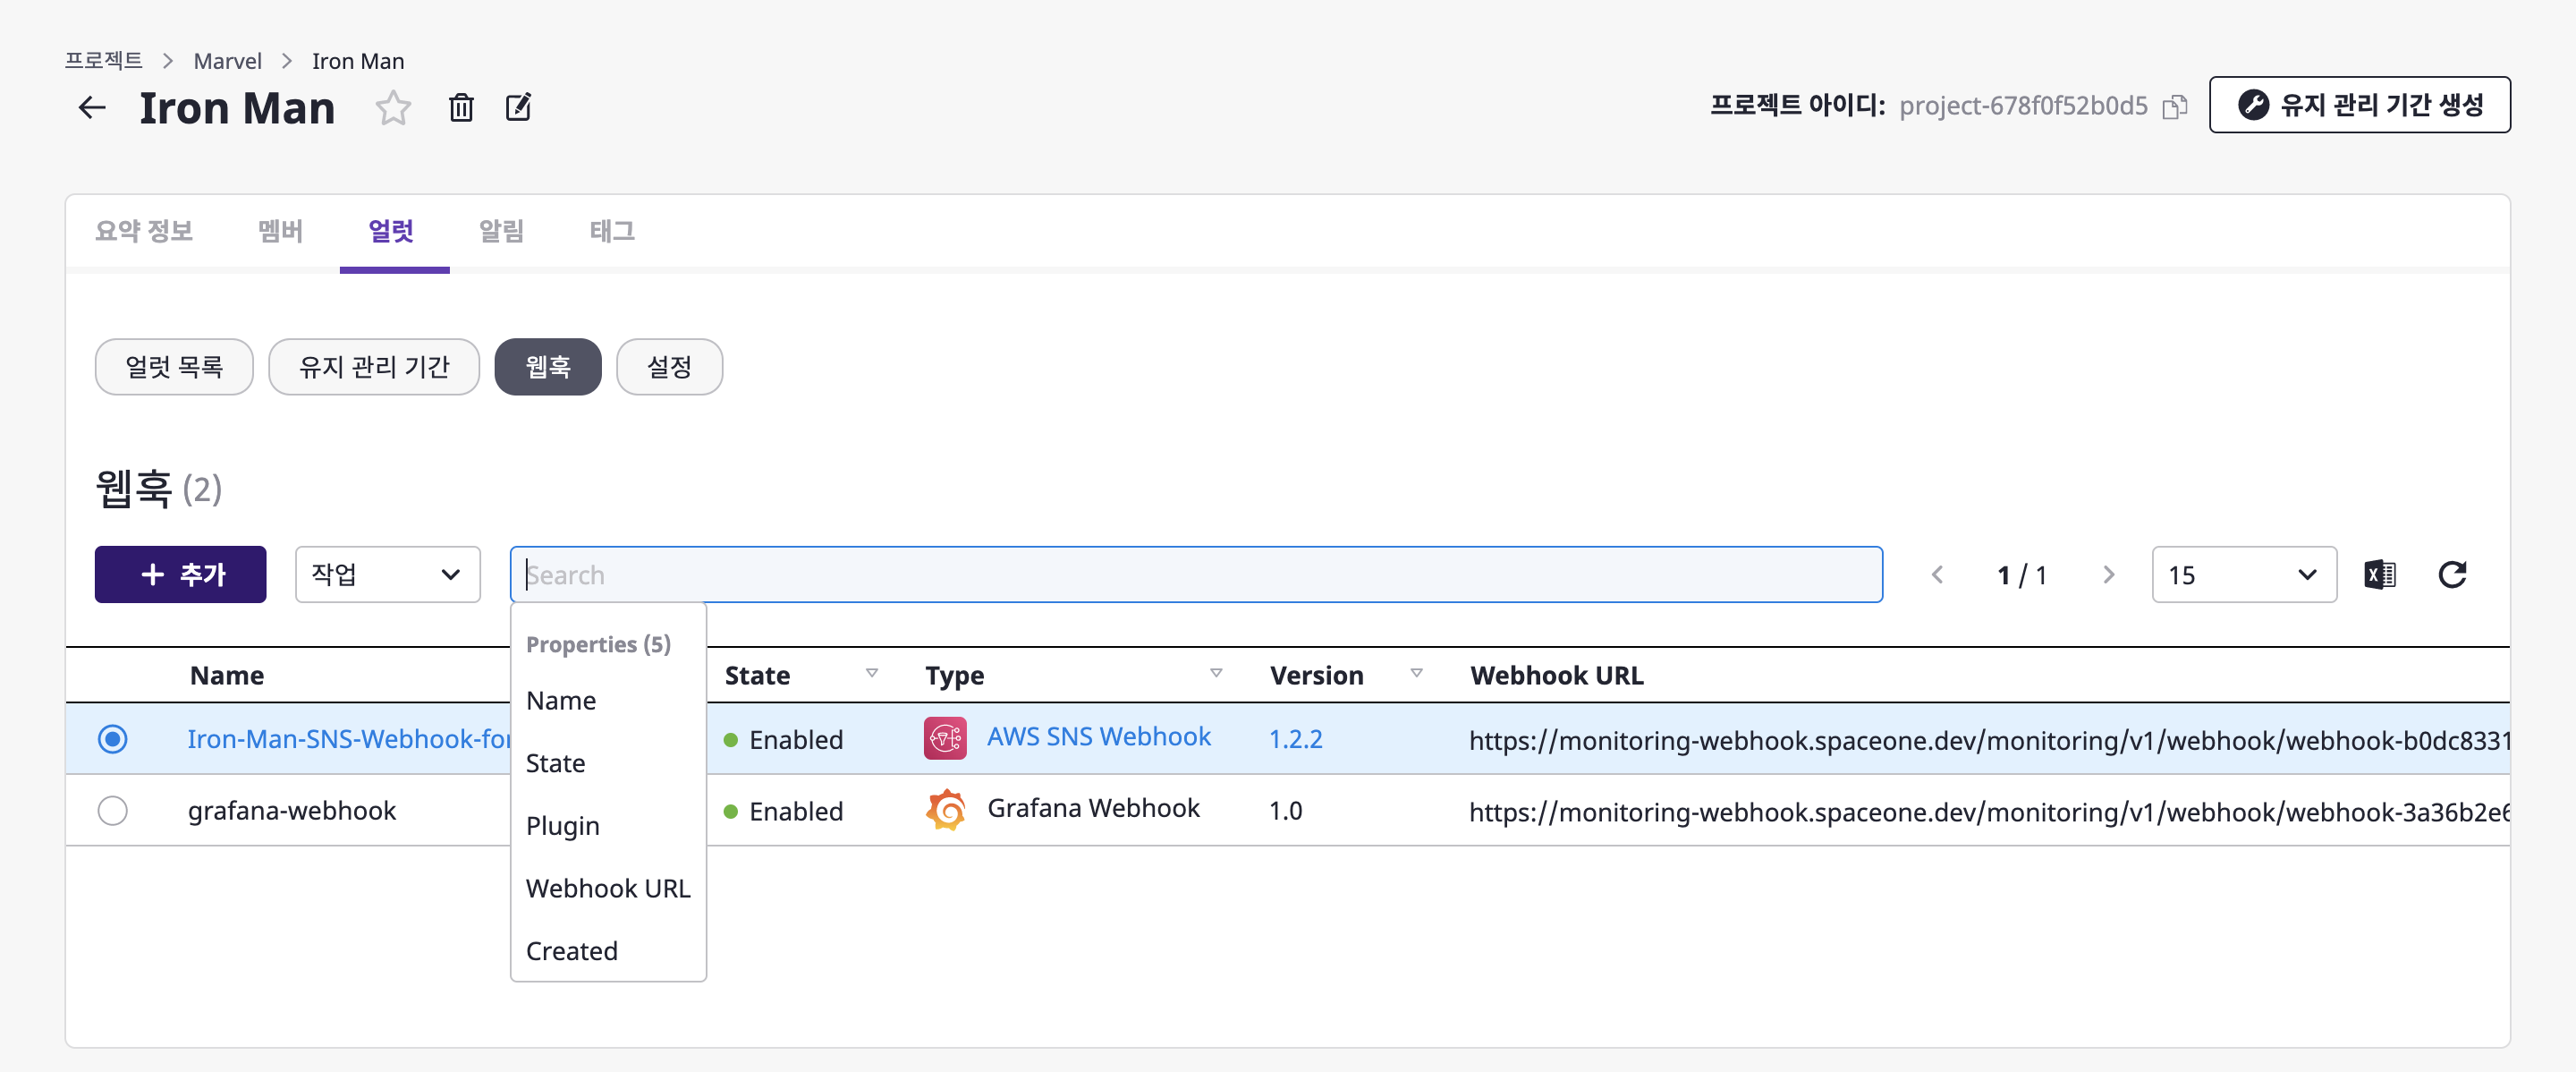 프로젝트 > Marvel > Iron Man
Iron Man
프로젝트 아이디: project-678f0f52b0d5
유지 관리 기간 생성
요약 정보 멤버 얼럿 알림 태그
얼럿 목록 유지 관리 기간 웹훅 설정
웹훅 (2)
+ 추가 작업 Search 1 / 1 15
Properties (5)
Name
State
Plugin
Webhook URL
Created
Name State Type Version Webhook URL
Iron-Man-SNS-Webhook-for Enabled AWS SNS Webhook 1.2.2 https://monitoring-webhook.spaceone.dev/monitoring/v1/webhook/webhook-b0dc8331
grafana-webhook Enabled Grafana Webhook 1.0 https://monitoring-webhook.spaceone.dev/monitoring/v1/webhook/webhook-3a36b2e6